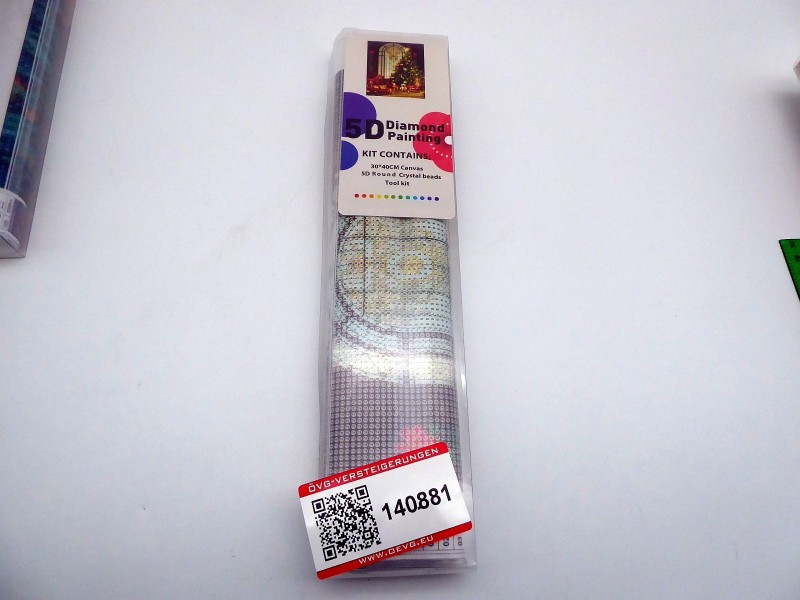 5D Diamond
Painting
KIT CONTAINS:
30*40CM Canvas
5D Round Crystal beads
Tool kit
ÖVG-VERSTEIGERUNGEN
140881
WWW.OEVG.EU